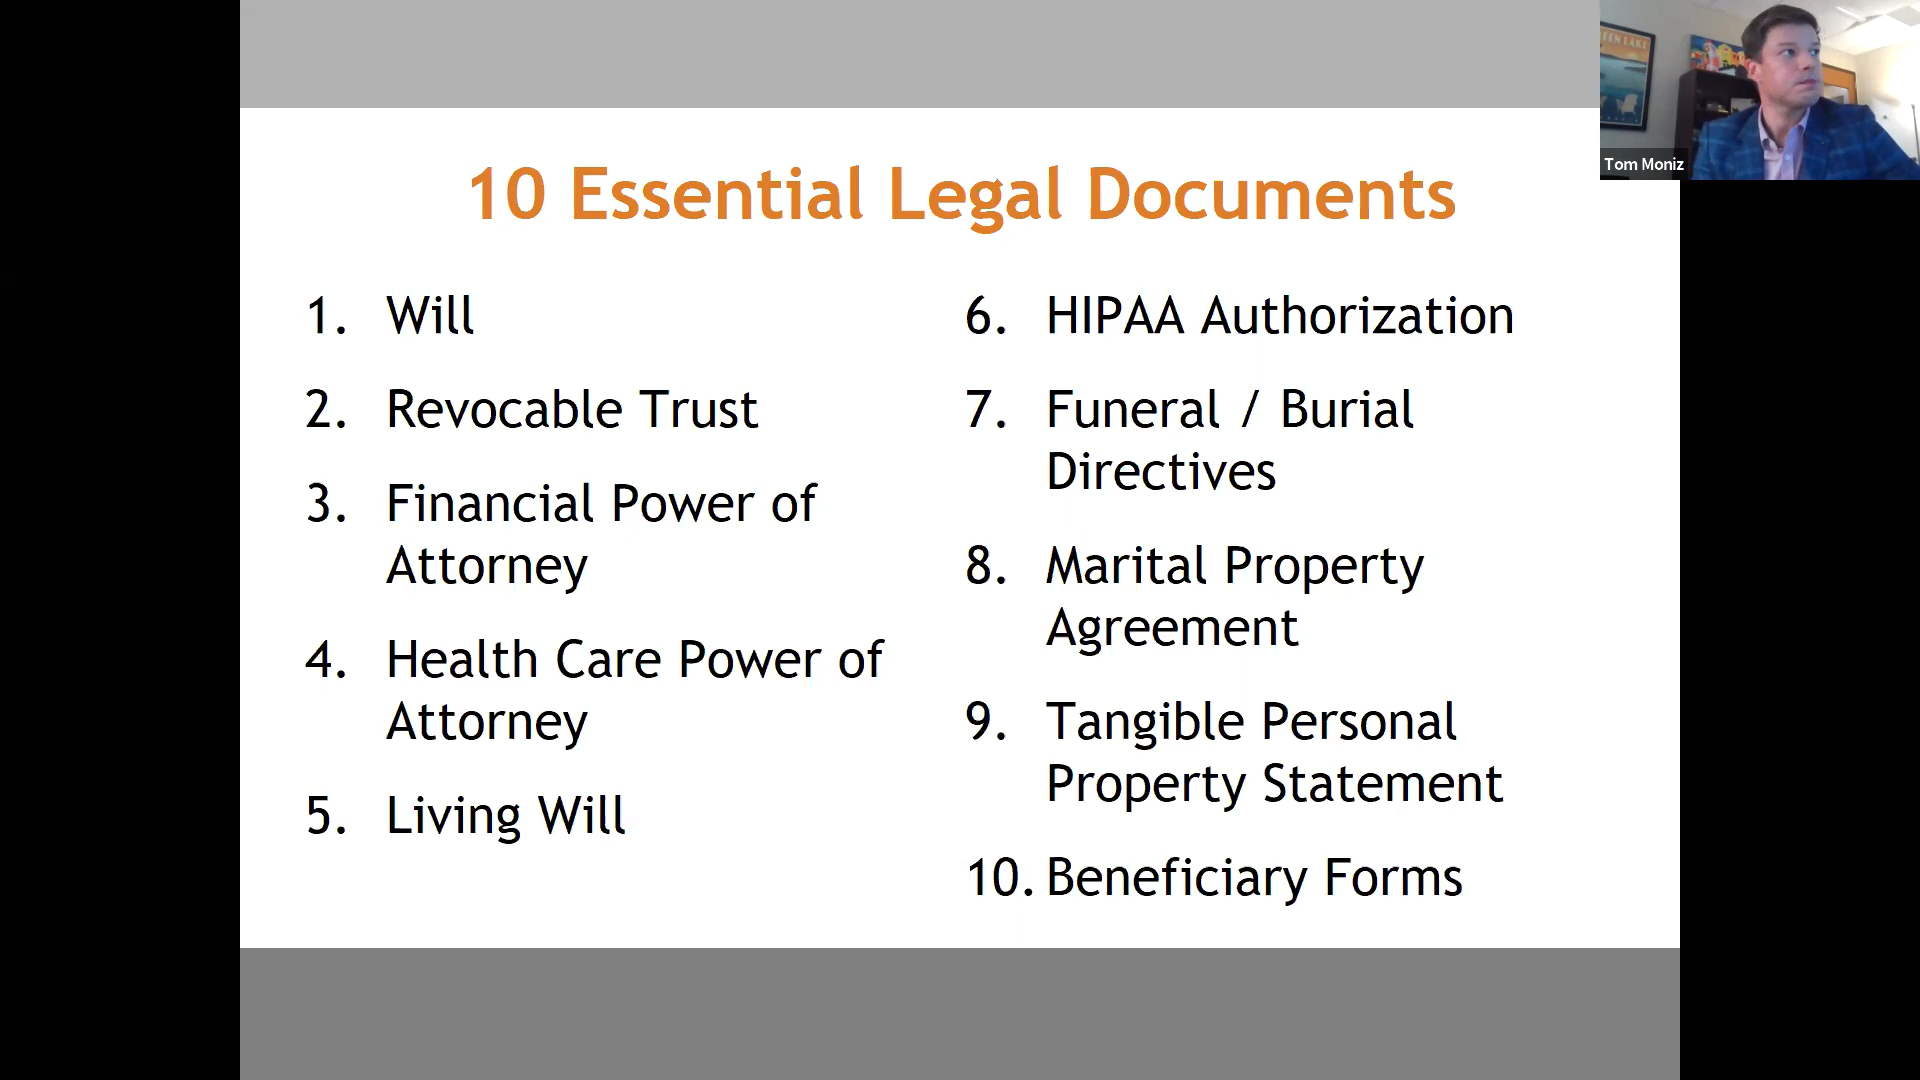 10 Essential Legal Documents
1. Will
2. Revocable Trust
3. Financial Power of
Attorney
4. Health Care Power of
Attorney
5. Living Will
6. HIPAA Authorization
7. Funeral / Burial
Directives
8. Marital Property
Agreement
9. Tangible Personal
Property Statement
10. Beneficiary Forms
EEN LAKE
Tom Moniz